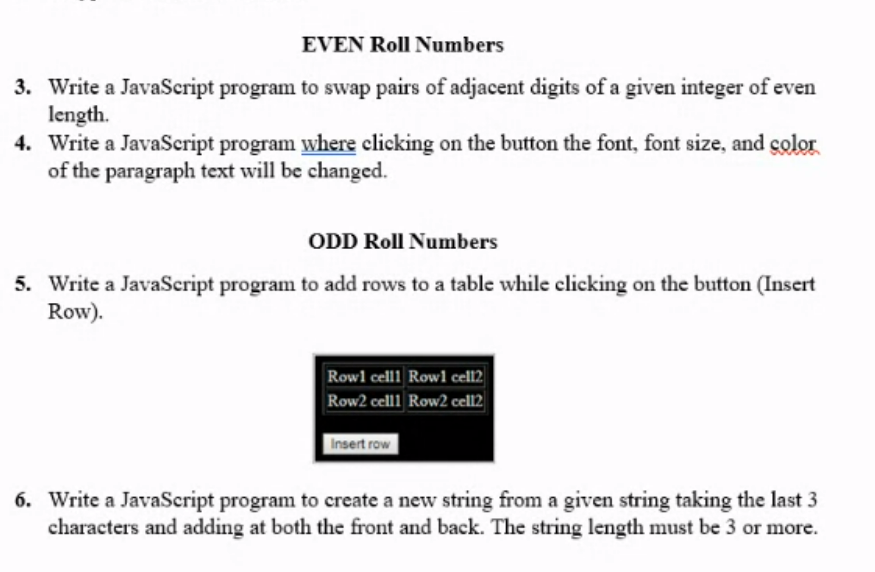 EVEN Roll Numbers
3. Write a JavaScript program to swap pairs of adjacent digits of a given integer of even
length.
4. Write a JavaScript program where clicking on the button the font, font size, and color
of the paragraph text will be changed.
ODD Roll Numbers
5. Write a JavaScript program to add rows to a table while clicking on the button (Insert
Row).
Row1 cell1 Row1 cell2
Row2 cell1 Row2 cell2
Insert row
6. Write a JavaScript program to create a new string from a given string taking the last 3
characters and adding at both the front and back. The string length must be 3 or more.